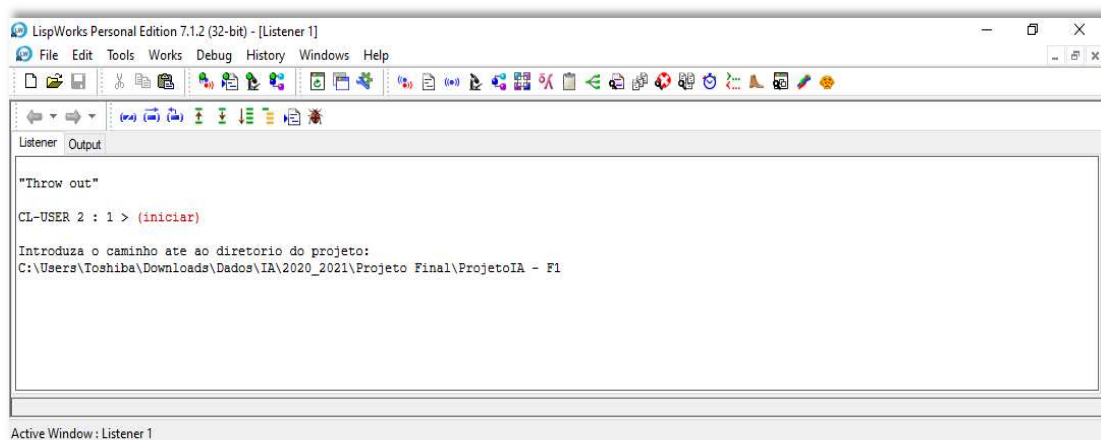 LispWorks Personal Edition 7.1.2 (32-bit) - [Listener 1]
File Edit Tools Works Debug History Windows Help
Listener Output
"Throw out"
CL-USER 2 : 1 > (iniciar)
Introduza o caminho ate ao diretorio do projeto:
C:\Users\Toshiba\Downloads\Dados\IA\2020_2021\Projeto Final\ProjetoIA - F1
Active Window : Listener 1